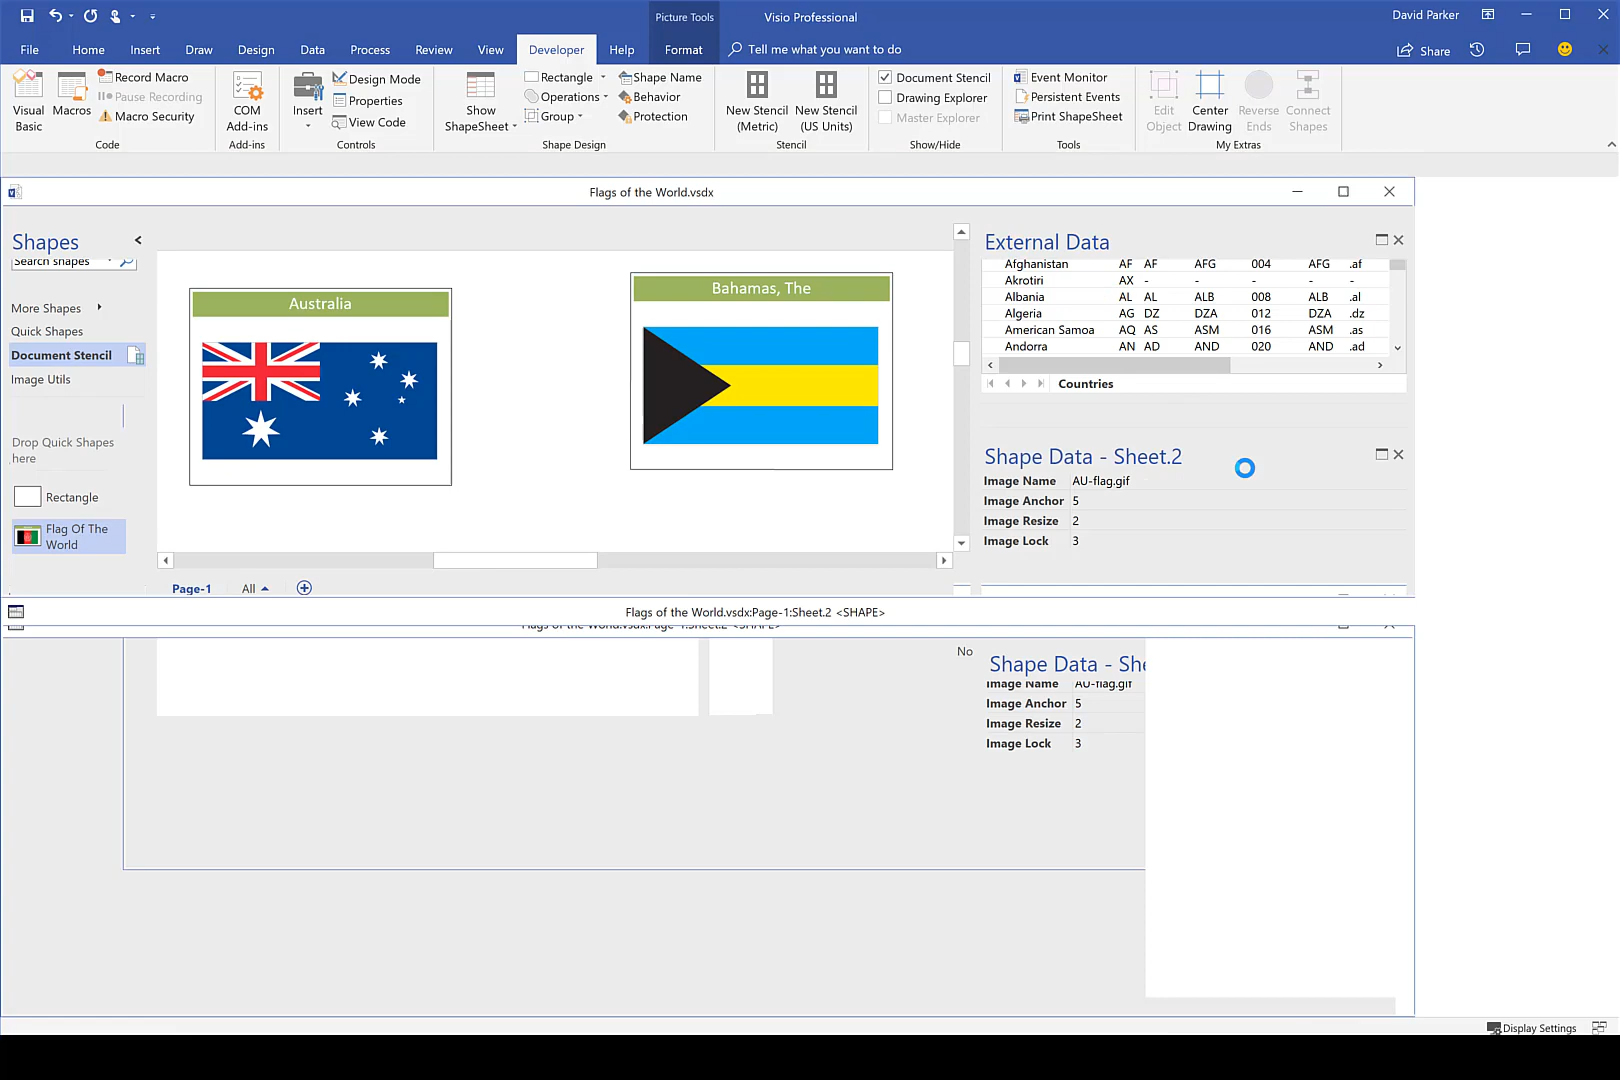 Picture Tools
Visio Professional
David Parker
File Home Insert Draw Design Data Process Review View Developer Help Format Tell me what you want to do Share
Visual Basic
Macros
Record Macro
Pause Recording
Macro Security
Code
COM Add-ins
Add-ins
Insert
Design Mode
Properties
View Code
Controls
Show ShapeSheet
Rectangle
Operations
Group
Shape Name
Behavior
Protection
Shape Design
New Stencil (Metric)
New Stencil (US Units)
Stencil
Document Stencil
Drawing Explorer
Master Explorer
Show/Hide
Event Monitor
Persistent Events
Print ShapeSheet
Tools
Edit Object
Center Drawing
Reverse Ends
Connect Shapes
My Extras
Flags of the World.vsdx
Shapes
Search shapes
More Shapes
Quick Shapes
Document Stencil
Image Utils
Drop Quick Shapes
here
Rectangle
Flag Of The
World
Australia
Bahamas, The
Page-1 All
External Data
Afghanistan AF AF AFG 004 AFG .af
Akrotiri AX - - - - -
Albania AL AL ALB 008 ALB .al
Algeria AG DZ DZA 012 DZA .dz
American Samoa AQ AS ASM 016 ASM .as
Andorra AN AD AND 020 AND .ad
Countries
Shape Data - Sheet.2
Image Name AU-flag.gif
Image Anchor 5
Image Resize 2
Image Lock 3
Flags of the World.vsdx:Page-1:Sheet.2 <SHAPE>
Flags of the World.vsdx:Page-1:Sheet.2 <SHAPE>
No
Shape Data - She
Image Name AU-flag.gif
Image Anchor 5
Image Resize 2
Image Lock 3
Display Settings